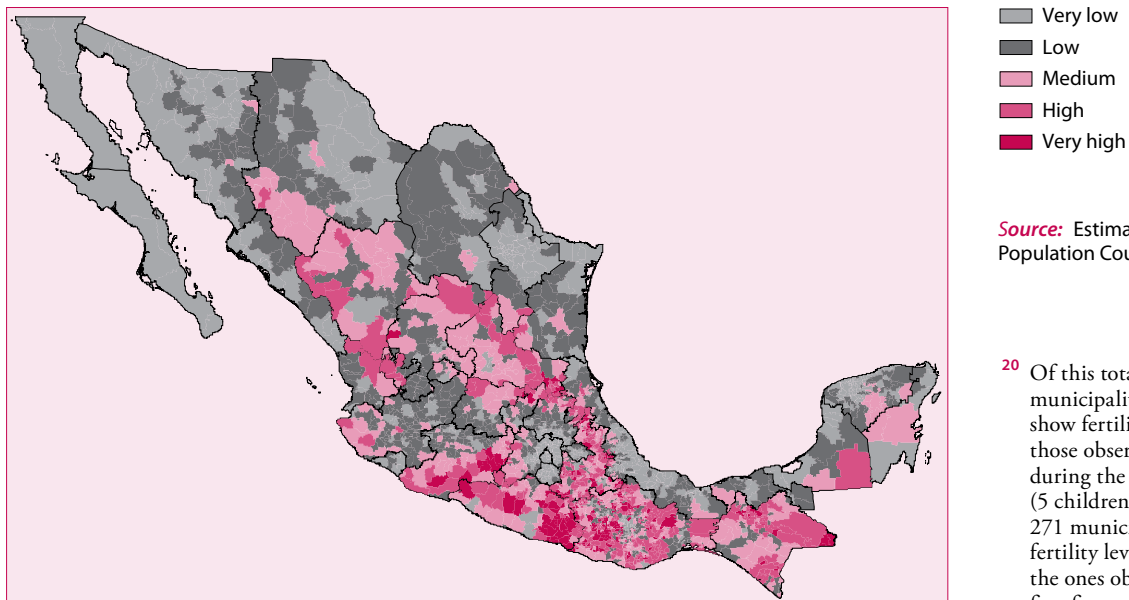 Very low
Low
Medium
High
Very high
Source: Estima
Population Cou
20 Of this tota
municipalit
show fertili
those obser
during the
(5 children
271 munic
fertility lev
the ones ob